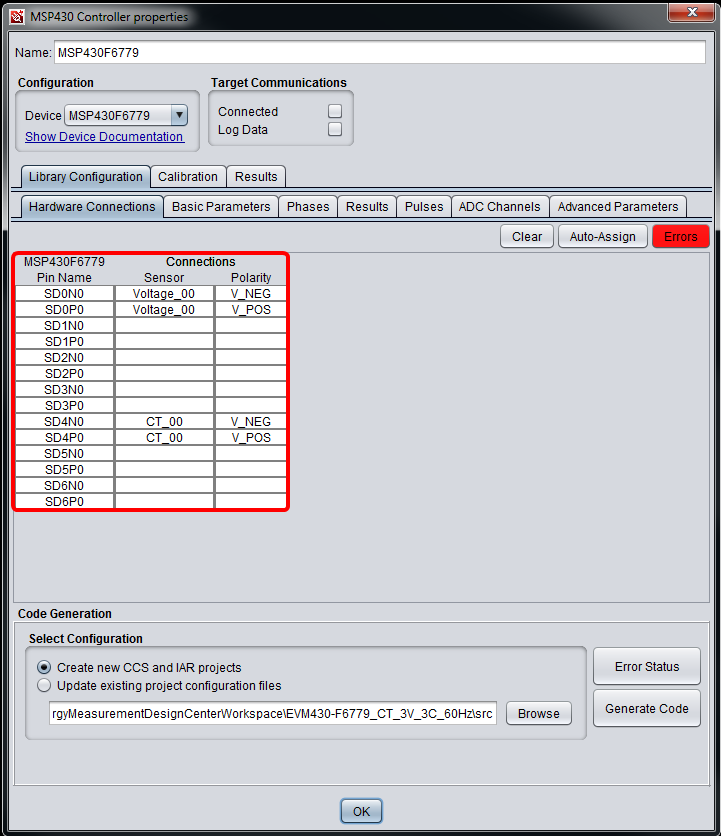 MSP430 Controller properties
Name: MSP430F6779
Configuration
Target Communications
Device MSP430F6779
Show Device Documentation
Connected
Log Data
Library Configuration Calibration Results
Hardware Connections Basic Parameters Phases Results Pulses ADC Channels Advanced Parameters
Clear Auto-Assign Errors
MSP430F6779 Connections
Pin Name Sensor Polarity
SD0N0 Voltage_00 V_NEG
SD0P0 Voltage_00 V_POS
SD1N0
SD1P0
SD2N0
SD2P0
SD3N0
SD3P0
SD4N0 CT_00 V_NEG
SD4P0 CT_00 V_POS
SD5N0
SD5P0
SD6N0
SD6P0
Code Generation
Select Configuration
Create new CCS and IAR projects
Update existing project configuration files
rgyMeasurementDesignCenterWorkspace\EVM430-F6779_CT_3V_3C_60Hz\src Browse
Error Status
Generate Code
OK